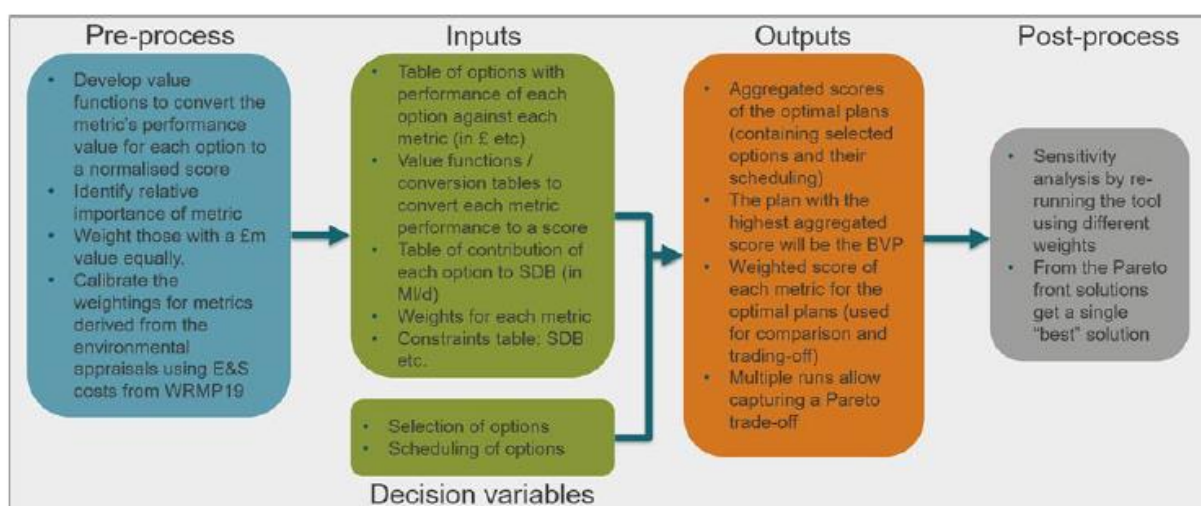 Pre-process
• Develop value
functions to convert the
metric's performance
value for each option to
a normalised score
• Identify relative
importance of metric
• Weight those with a £m
value equally.
• Calibrate the
weightings for metrics
derived from the
environmental
appraisals using E&S
costs from WRMP19
Inputs
• Table of options with
performance of each
option against each
metric (in £ etc)
• Value functions /
conversion tables to
convert each metric
performance to a score
• Table of contribution of
each option to SDB (in
Ml/d)
• Weights for each metric
• Constraints table: SDB
etc.
• Selection of options
• Scheduling of options
Decision variables
Outputs
• Aggregated scores
of the optimal plans
(containing selected
options and their
scheduling)
• The plan with the
highest aggregated
score will be the BVP
• Weighted score of
each metric for the
optimal plans (used
for comparison and
trading-off)
• Multiple runs allow
capturing a Pareto
trade-off
Post-process
• Sensitivity
analysis by re-
running the tool
using different
weights
• From the Pareto
front solutions
get a single
"best" solution